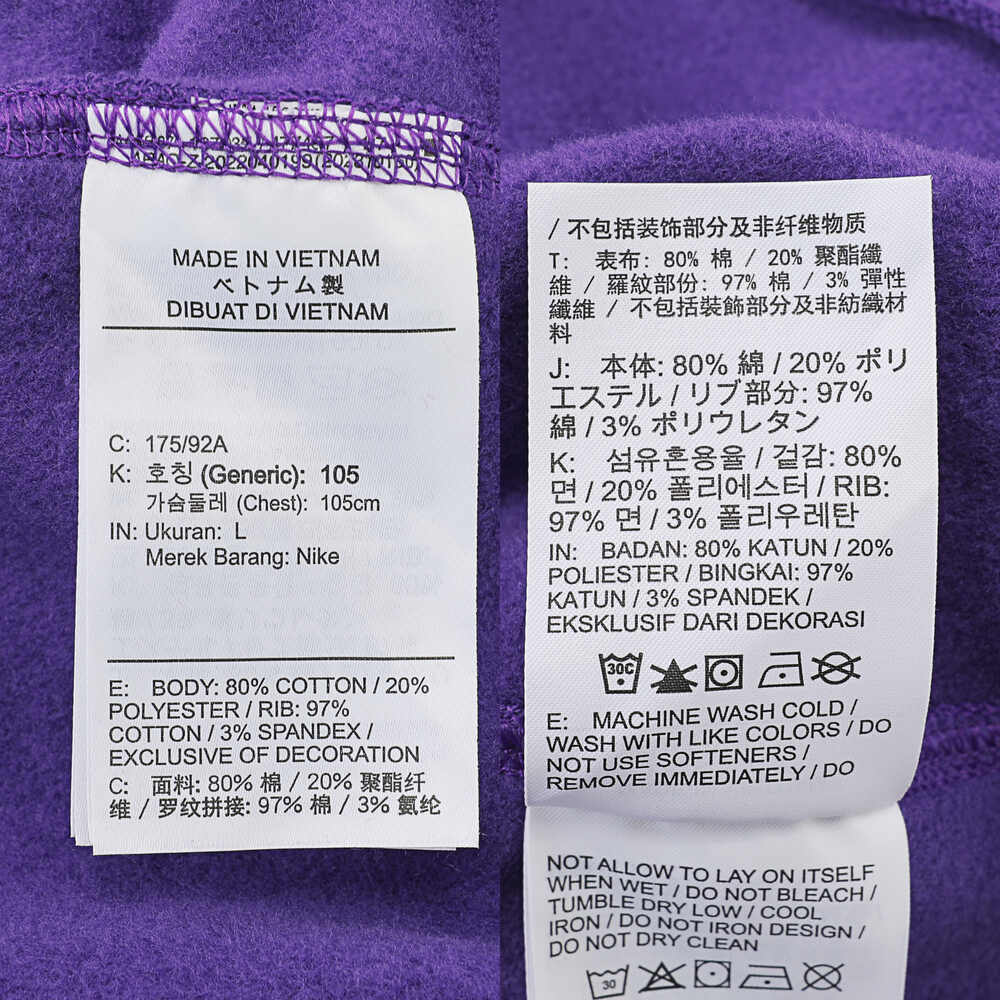 MADE IN VIETNAM
ベトナム製
DIBUAT DI VIETNAM
C: 175/92A
K: 호칭 (Generic): 105
가슴둘레 (Chest): 105cm
IN: Ukuran: L
Merek Barang: Nike
E: BODY: 80% COTTON / 20%
POLYESTER / RIB: 97%
COTTON / 3% SPANDEX /
EXCLUSIVE OF DECORATION
C: 面料: 80% 棉 / 20% 聚酯纤
维 / 罗纹拼接: 97% 棉 / 3% 氨纶
/ 不包括装饰部分及非纤维物质
T: 表布: 80% 棉 / 20% 聚酯纖
維 / 羅紋部份: 97% 棉 / 3% 彈性
纖維 / 不包括裝飾部分及非紡織材
料
J: 本体: 80% 綿 / 20% ポリ
エステル / リブ部分: 97%
綿 / 3% ポリウレタン
K: 섬유혼용율 / 겉감: 80%
면 / 20% 폴리에스터 / RIB:
97% 면 / 3% 폴리우레탄
IN: BADAN: 80% KATUN / 20%
POLIESTER / BINGKAI: 97%
KATUN / 3% SPANDEK /
EKSKLUSIF DARI DEKORASI
30C
E: MACHINE WASH COLD /
WASH WITH LIKE COLORS / DO
NOT USE SOFTENERS /
REMOVE IMMEDIATELY / DO
NOT ALLOW TO LAY ON ITSELF
WHEN WET / DO NOT BLEACH /
TUMBLE DRY LOW / COOL
IRON / DO NOT IRON DESIGN /
DO NOT DRY CLEAN
30